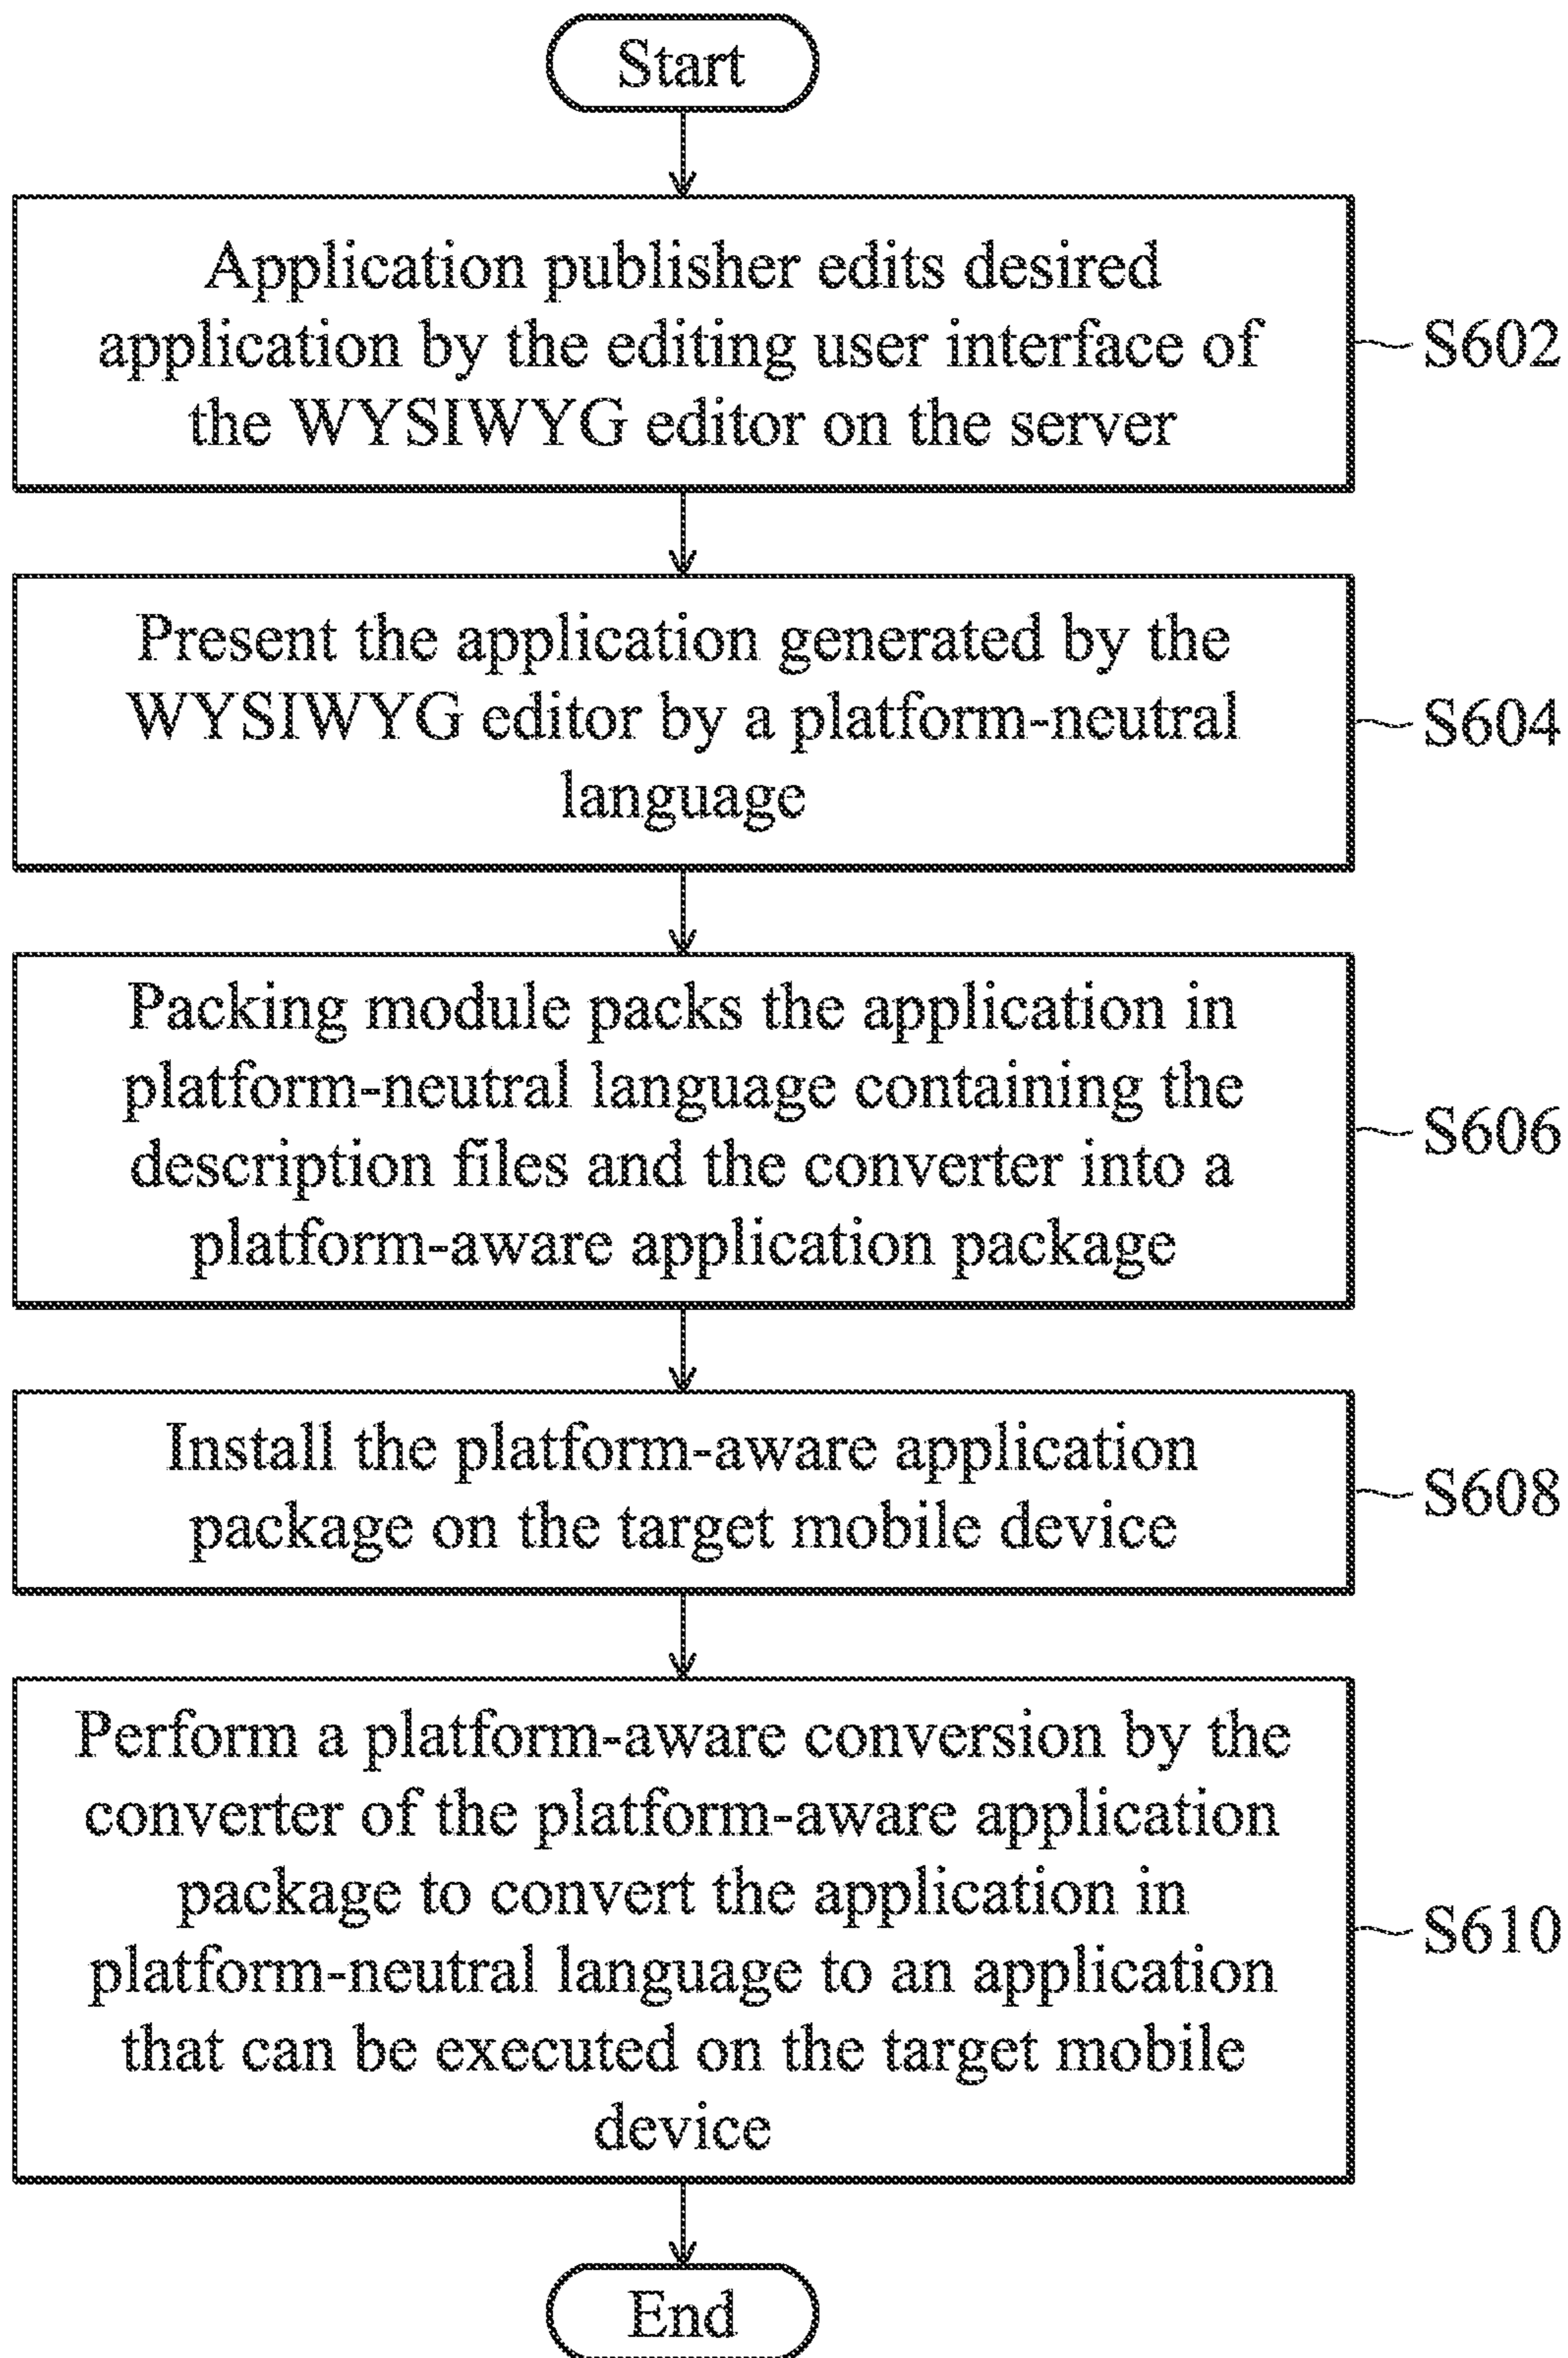 Start
Application publisher edits desired
application by the editing user interface of
the WYSIWYG editor on the server
S602
Present the application generated by the
WYSIWYG editor by a platform-neutral
language
S604
Packing module packs the application in
platform-neutral language containing the
description files and the converter into a
platform-aware application package
S606
Install the platform-aware application
package on the target mobile device
S608
Perform a platform-aware conversion by the
converter of the platform-aware application
package to convert the application in
platform-neutral language to an application
that can be executed on the target mobile
device
S610
End